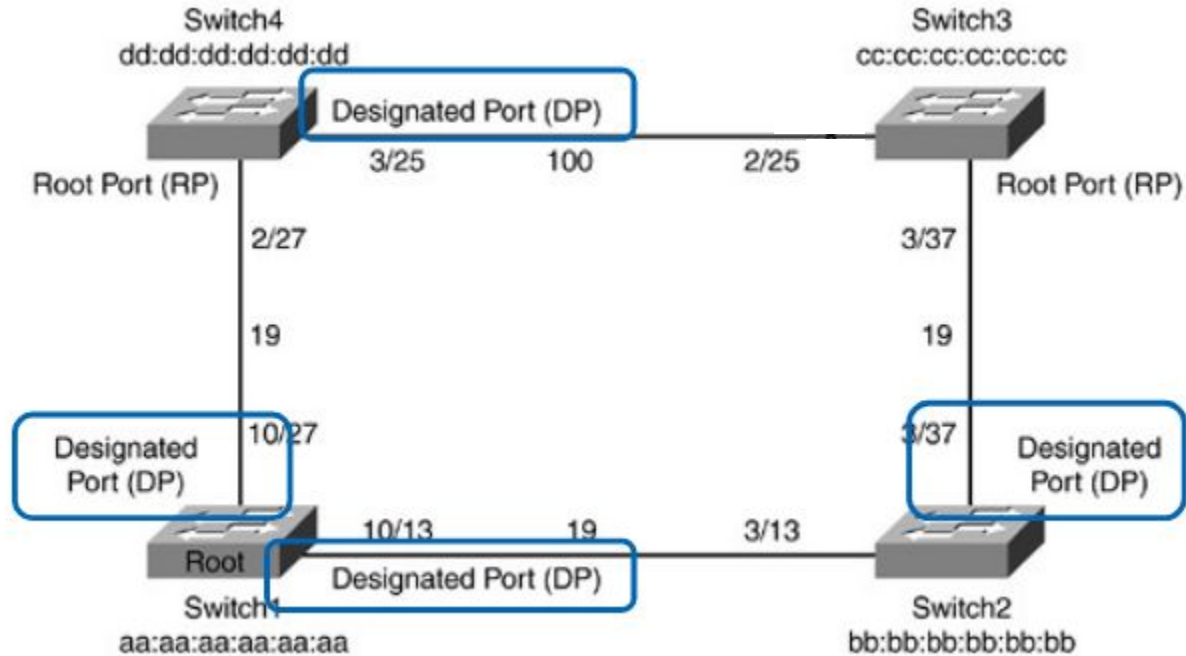 Switch4
dd:dd:dd:dd:dd:dd
Switch3
cc:cc:cc:cc:cc:cc
Designated Port (DP)
3/25
100
2/25
Root Port (RP)
Root Port (RP)
2/27
3/37
19
19
Designated
Port (DP)
10/27
3/37
Designated
Port (DP)
10/13
19
3/13
Root
Designated Port (DP)
Switch1
aa:aa:aa:aa:aa:aa
Switch2
bb:bb:bb:bb:bb:bb